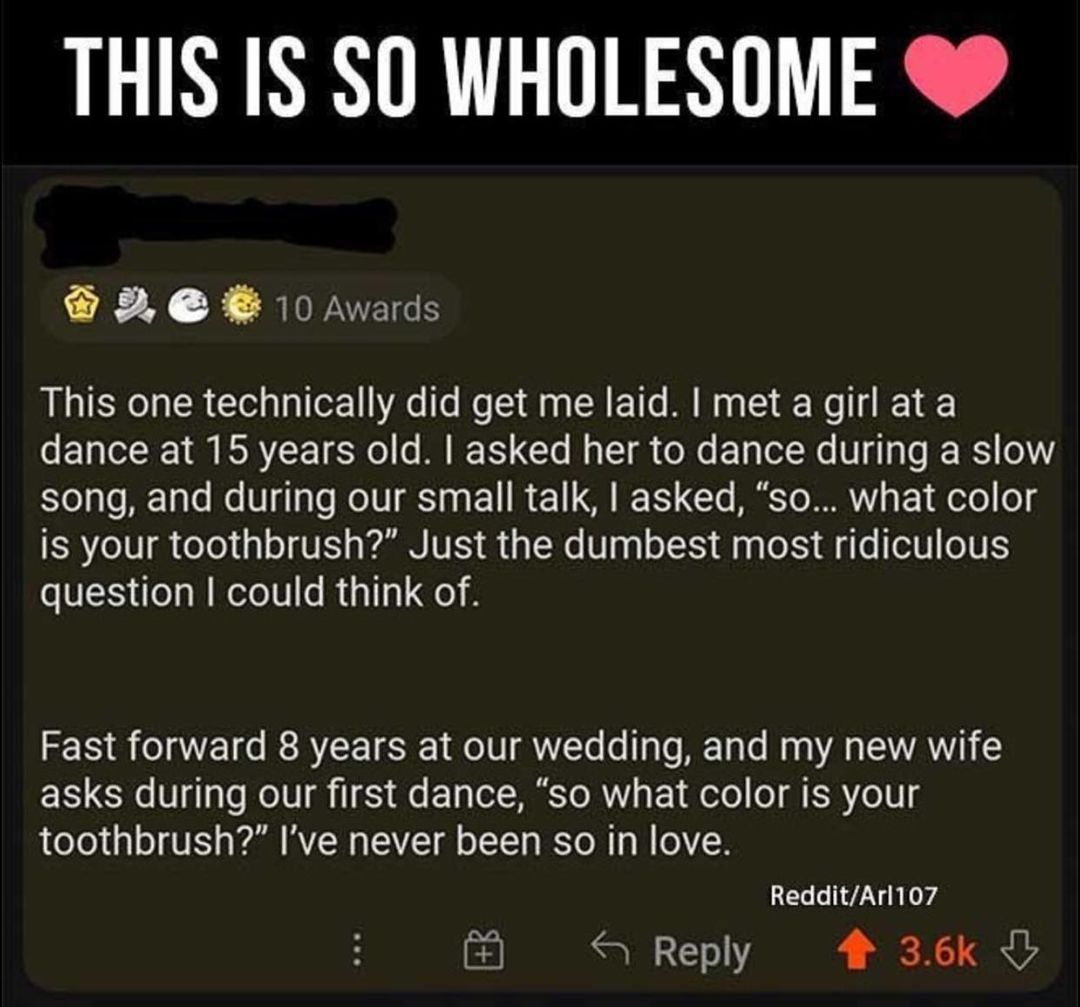 THIS IS SO WHOLESOME
10 Awards
This one technically did get me laid. I met a girl at a
dance at 15 years old. I asked her to dance during a slow
song, and during our small talk, I asked, “so... what color
is your toothbrush?” Just the dumbest most ridiculous
question I could think of.
Fast forward 8 years at our wedding, and my new wife
asks during our first dance, “so what color is your
toothbrush?” I’ve never been so in love.
Reddit/Arl107
Reply
3.6k